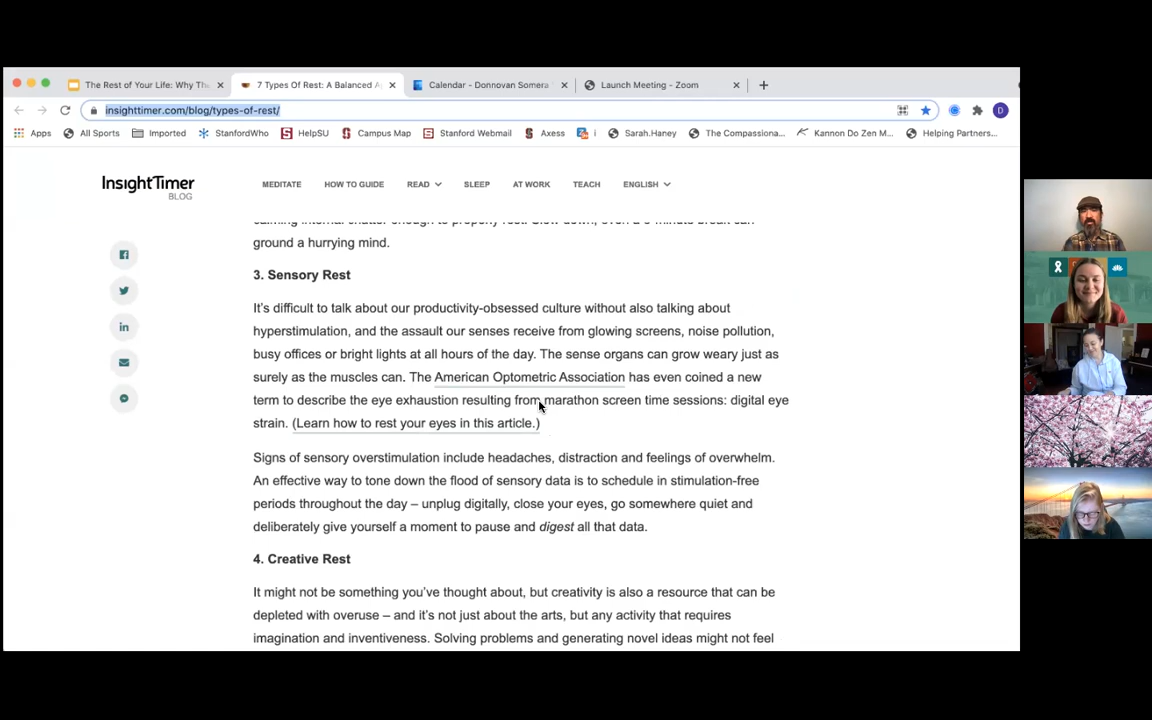 The Rest of Your Life: Why Th
7 Types Of Rest: A Balanced A
Calendar - Donnovan Somera
Launch Meeting - Zoom
insighttimer.com/blog/types-of-rest/
D
Apps
All Sports
Imported
StanfordWho
HelpSU
Campus Map
Stanford Webmail
Axess
i
Sarah.Haney
The Compassiona...
Kannon Do Zen M...
Helping Partners...
InsightTimer
BLOG
MEDITATE
HOW TO GUIDE
READ
SLEEP
AT WORK
TEACH
ENGLISH
ground a hurrying mind.
3. Sensory Rest
It's difficult to talk about our productivity-obsessed culture without also talking about
hyperstimulation, and the assault our senses receive from glowing screens, noise pollution,
busy offices or bright lights at all hours of the day. The sense organs can grow weary just as
surely as the muscles can. The American Optometric Association has even coined a new
term to describe the eye exhaustion resulting from marathon screen time sessions: digital eye
strain. (Learn how to rest your eyes in this article.)
Signs of sensory overstimulation include headaches, distraction and feelings of overwhelm.
An effective way to tone down the flood of sensory data is to schedule in stimulation-free
periods throughout the day – unplug digitally, close your eyes, go somewhere quiet and
deliberately give yourself a moment to pause and digest all that data.
4. Creative Rest
It might not be something you've thought about, but creativity is also a resource that can be
depleted with overuse – and it's not just about the arts, but any activity that requires
imagination and inventiveness. Solving problems and generating novel ideas might not feel